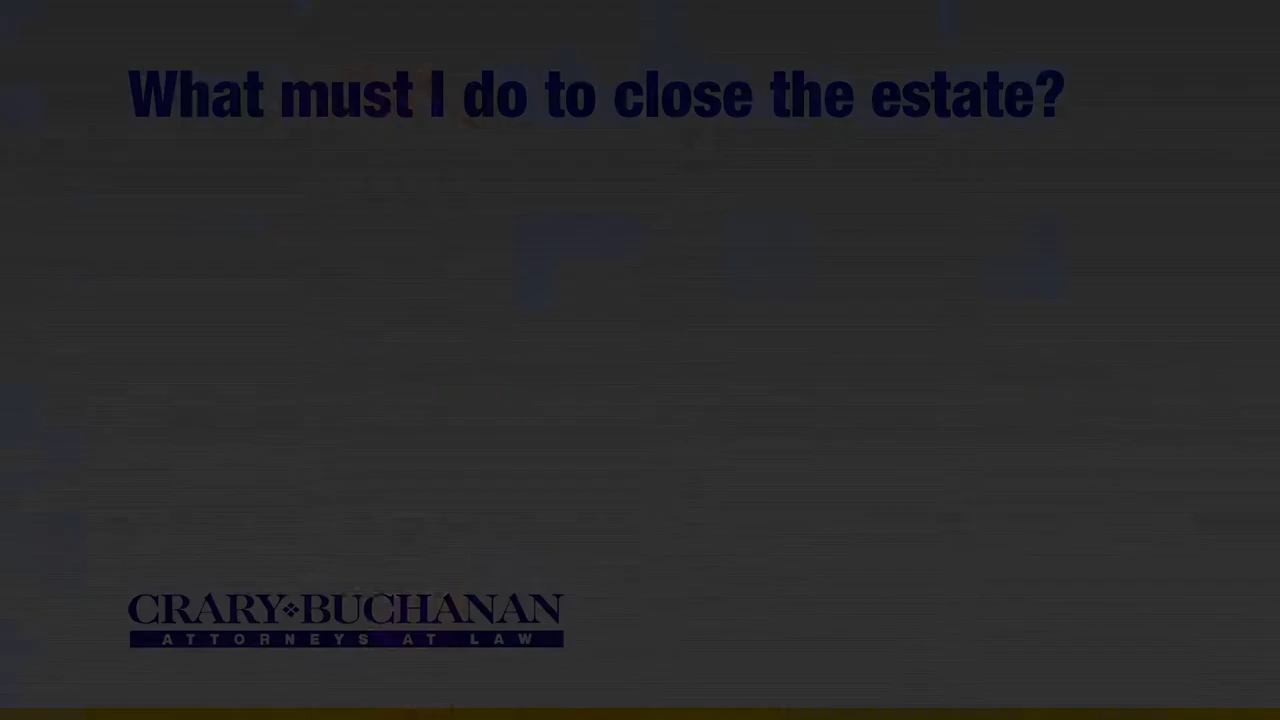 What must I do to close the estate?
CRARY❖BUCHANAN
ATTORNEYS AT LAW